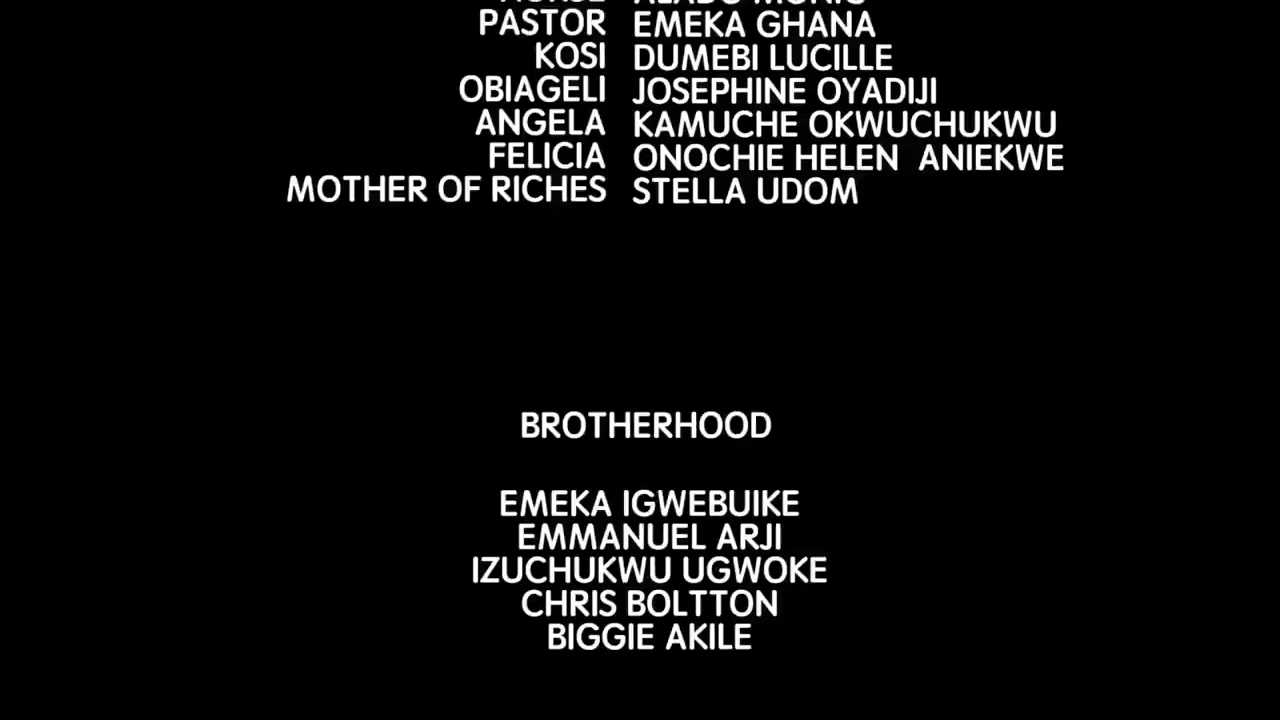 PASTOR EMEKA GHANA
KOSI DUMEBI LUCILLE
OBIAGELI JOSEPHINE OYADIJI
ANGELA KAMUCHE OKWUCHUKWU
FELICIA ONOCHIE HELEN ANIEKWE
MOTHER OF RICHES STELLA UDOM
BROTHERHOOD
EMEKA IGWEBUIKE
EMMANUEL ARJI
IZUCHUKWU UGWOKE
CHRIS BOLTTON
BIGGIE AKILE